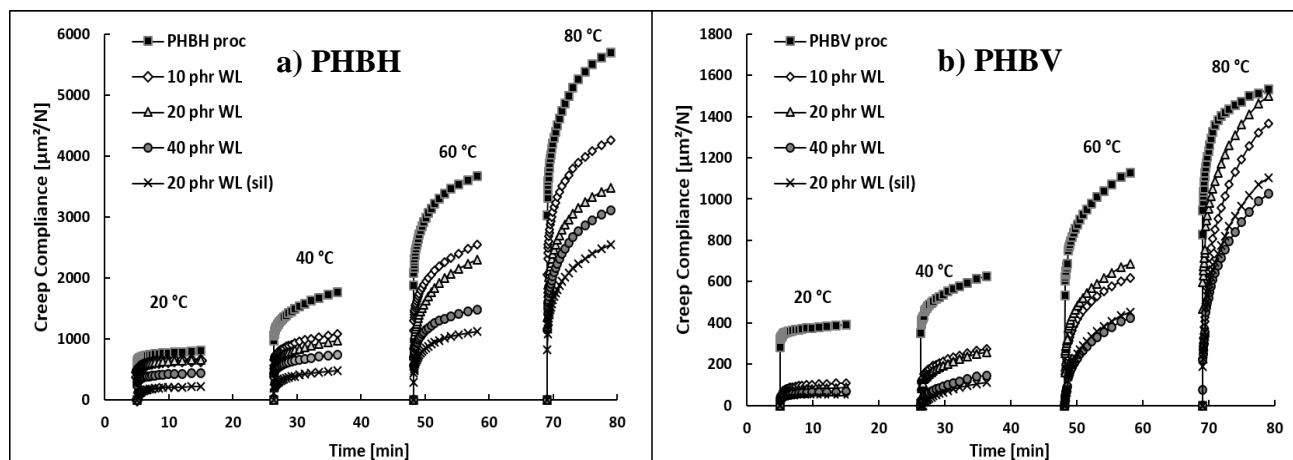 a) PHBH
PHBH proc
10 phr WL
20 phr WL
40 phr WL
20 phr WL (sil)
20 °C
40 °C
60 °C
80 °C
Creep Compliance [µm²/N]
6000
5000
4000
3000
2000
1000
0
0 10 20 30 40 50 60 70 80
Time [min]
b) PHBV
PHBV proc
10 phr WL
20 phr WL
40 phr WL
20 phr WL (sil)
20 °C
40 °C
60 °C
80 °C
Creep Compliance [µm²/N]
1800
1600
1400
1200
1000
800
600
400
200
0
0 10 20 30 40 50 60 70 80
Time [min]